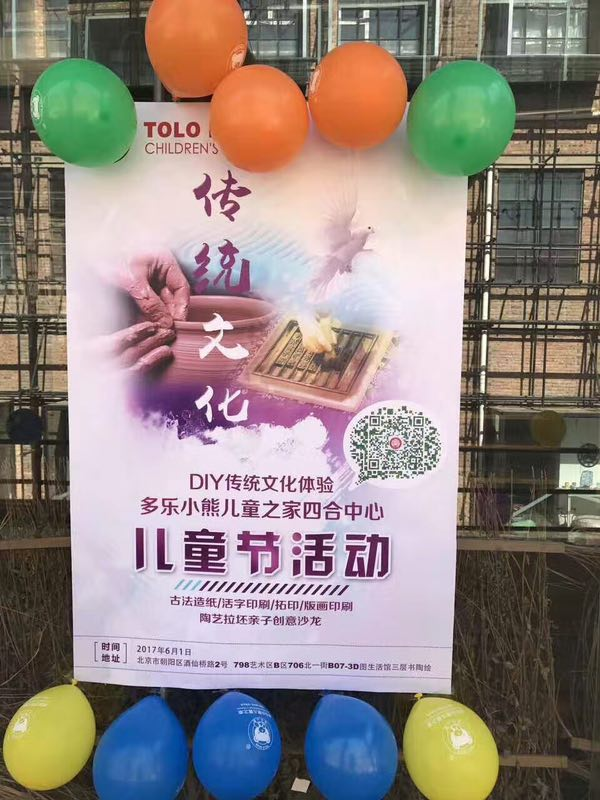 TOLO
CHILDREN'S
传统文化
DIY传统文化体验
多乐小熊儿童之家四合中心
儿童节活动
古法造纸/活字印刷/拓印/版画印刷
陶艺拉坯亲子创意沙龙
时间 2017年6月1日
地址 北京市朝阳区酒仙桥路2号 798艺术区B区706北一街B07-3D图生活馆三层书陶绘